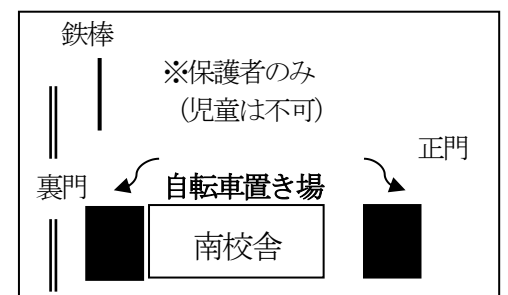 鉄棒
※保護者のみ
(児童は不可)
正門
裏門
自転車置き場
南校舎